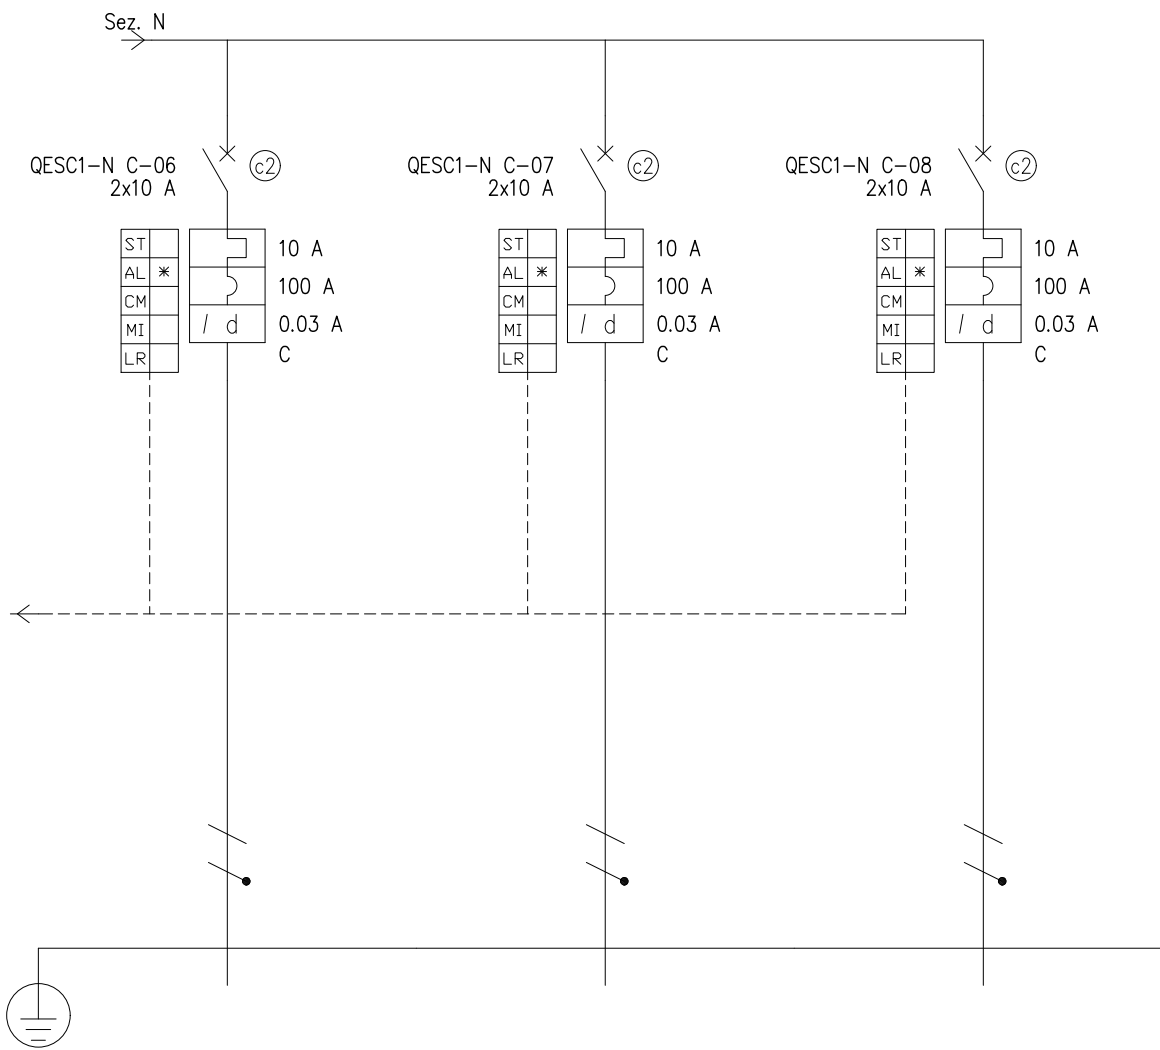 Sez. N
QESC1-N C-06
2x10 A
c2
ST
AL *
CM
MI
LR
10 A
100 A
/ d
0.03 A
C
QESC1-N C-07
2x10 A
c2
ST
AL *
CM
MI
LR
10 A
100 A
/ d
0.03 A
C
QESC1-N C-08
2x10 A
c2
ST
AL *
CM
MI
LR
10 A
100 A
/ d
0.03 A
C